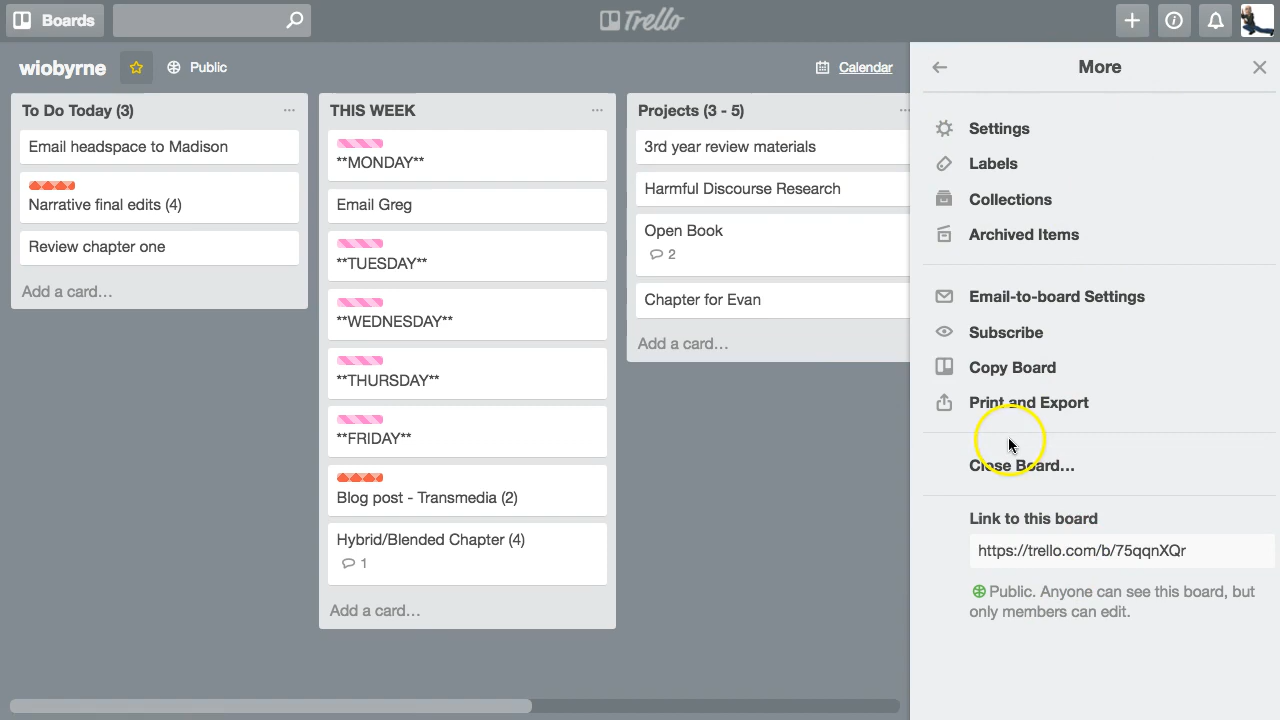 Boards
Trello
wiobyrne
Public
Calendar
To Do Today (3)
Email headspace to Madison
Narrative final edits (4)
Review chapter one
Add a card…
THIS WEEK
**MONDAY**
Email Greg
**TUESDAY**
**WEDNESDAY**
**THURSDAY**
**FRIDAY**
Blog post - Transmedia (2)
Hybrid/Blended Chapter (4)
1
Add a card…
Projects (3 - 5)
3rd year review materials
Harmful Discourse Research
Open Book
2
Chapter for Evan
Add a card…
More
Settings
Labels
Collections
Archived Items
Email-to-board Settings
Subscribe
Copy Board
Print and Export
Close Board…
Link to this board
https://trello.com/b/75qqnXQr
Public. Anyone can see this board, but
only members can edit.